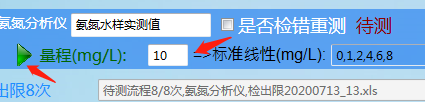 氨氮分析仪 氨氮水样实测值 是否检错重测 待测
量程(mg/L): 10 =>标准线性(mg/L): 0,1,2,4,6,8
出限8次 待测流程8/8次,氨氮分析仪,检出限20200713_13.xls